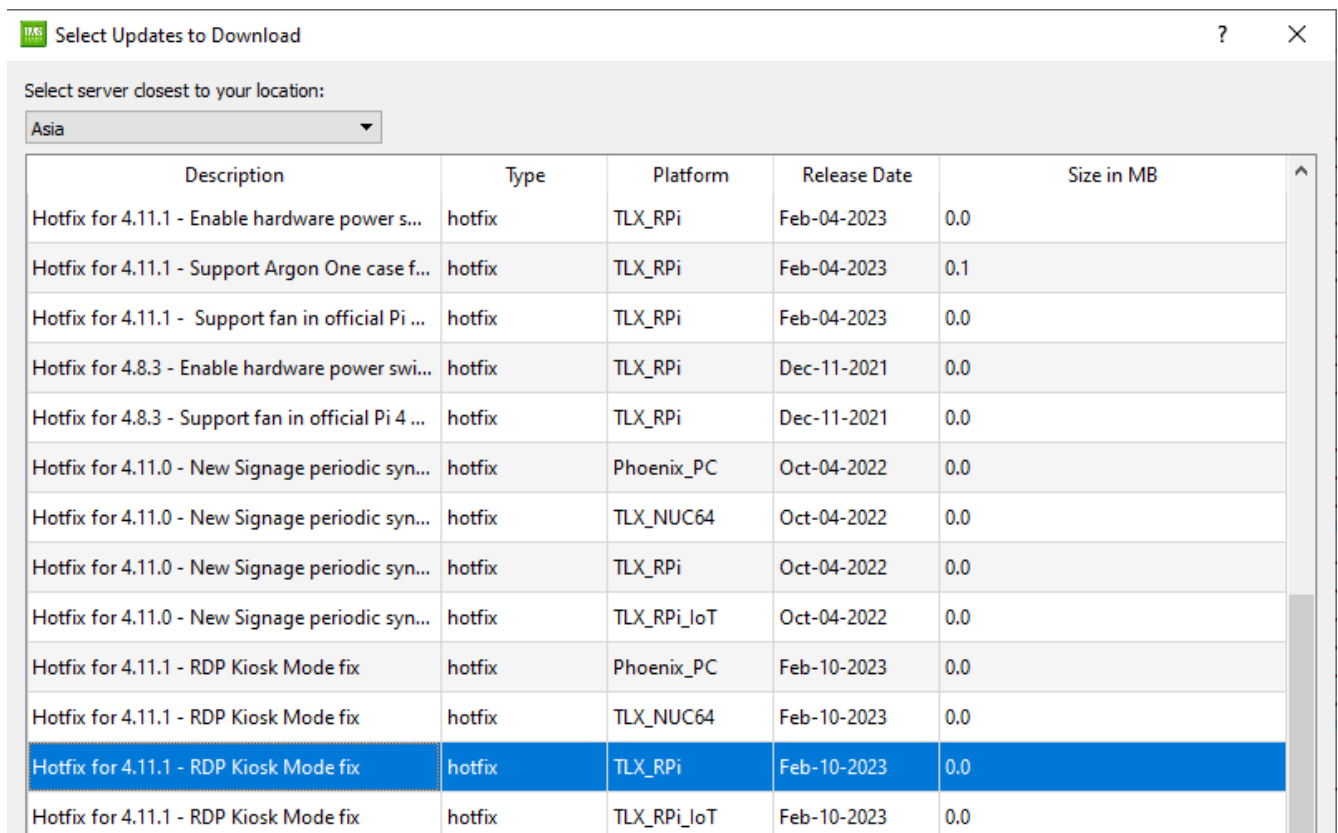 TMS
Select Updates to Download
Select server closest to your location:
Asia
Description Type Platform Release Date Size in MB
Hotfix for 4.11.1 - Enable hardware power s... hotfix TLX_RPi Feb-04-2023 0.0
Hotfix for 4.11.1 - Support Argon One case f... hotfix TLX_RPi Feb-04-2023 0.1
Hotfix for 4.11.1 -  Support fan in official Pi ... hotfix TLX_RPi Feb-04-2023 0.0
Hotfix for 4.8.3 - Enable hardware power swi... hotfix TLX_RPi Dec-11-2021 0.0
Hotfix for 4.8.3 - Support fan in official Pi 4 ... hotfix TLX_RPi Dec-11-2021 0.0
Hotfix for 4.11.0 - New Signage periodic syn... hotfix Phoenix_PC Oct-04-2022 0.0
Hotfix for 4.11.0 - New Signage periodic syn... hotfix TLX_NUC64 Oct-04-2022 0.0
Hotfix for 4.11.0 - New Signage periodic syn... hotfix TLX_RPi Oct-04-2022 0.0
Hotfix for 4.11.0 - New Signage periodic syn... hotfix TLX_RPi_IoT Oct-04-2022 0.0
Hotfix for 4.11.1 - RDP Kiosk Mode fix hotfix Phoenix_PC Feb-10-2023 0.0
Hotfix for 4.11.1 - RDP Kiosk Mode fix hotfix TLX_NUC64 Feb-10-2023 0.0
Hotfix for 4.11.1 - RDP Kiosk Mode fix hotfix TLX_RPi Feb-10-2023 0.0
Hotfix for 4.11.1 - RDP Kiosk Mode fix hotfix TLX_RPi_IoT Feb-10-2023 0.0